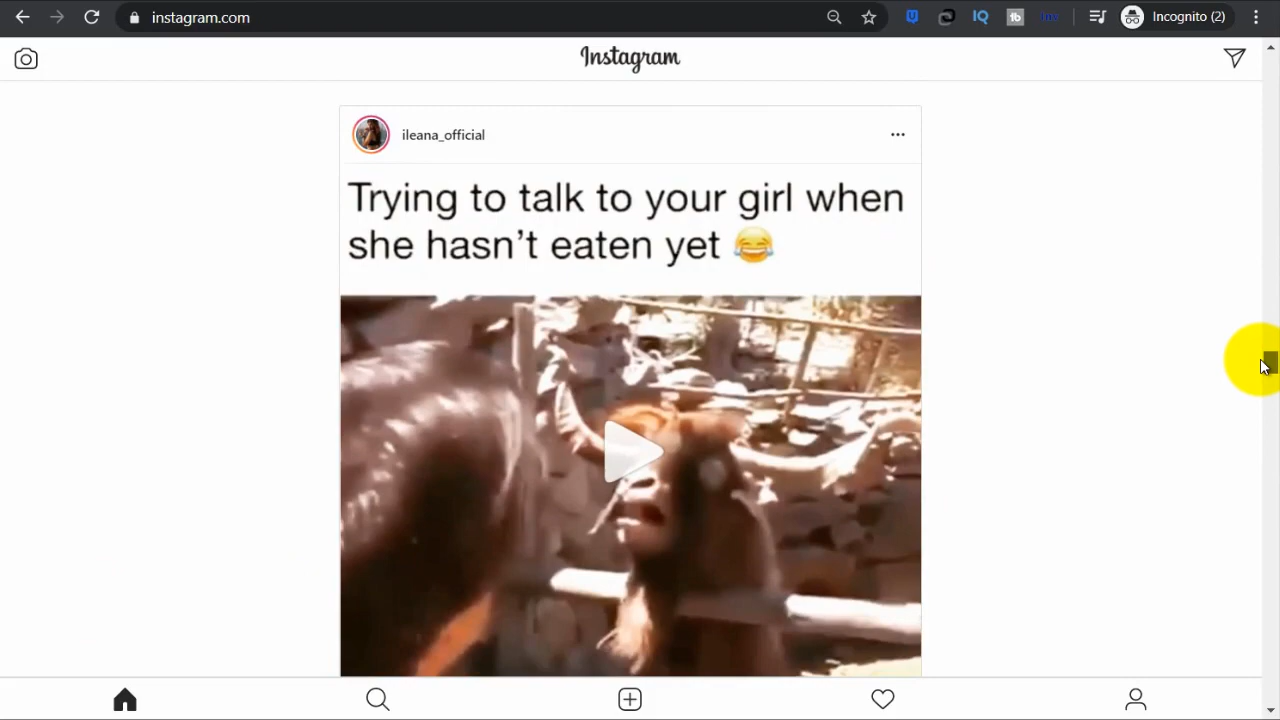 instagram.com
Incognito (2)
Instagram
ileana_official
Trying to talk to your girl when
she hasn't eaten yet 😂